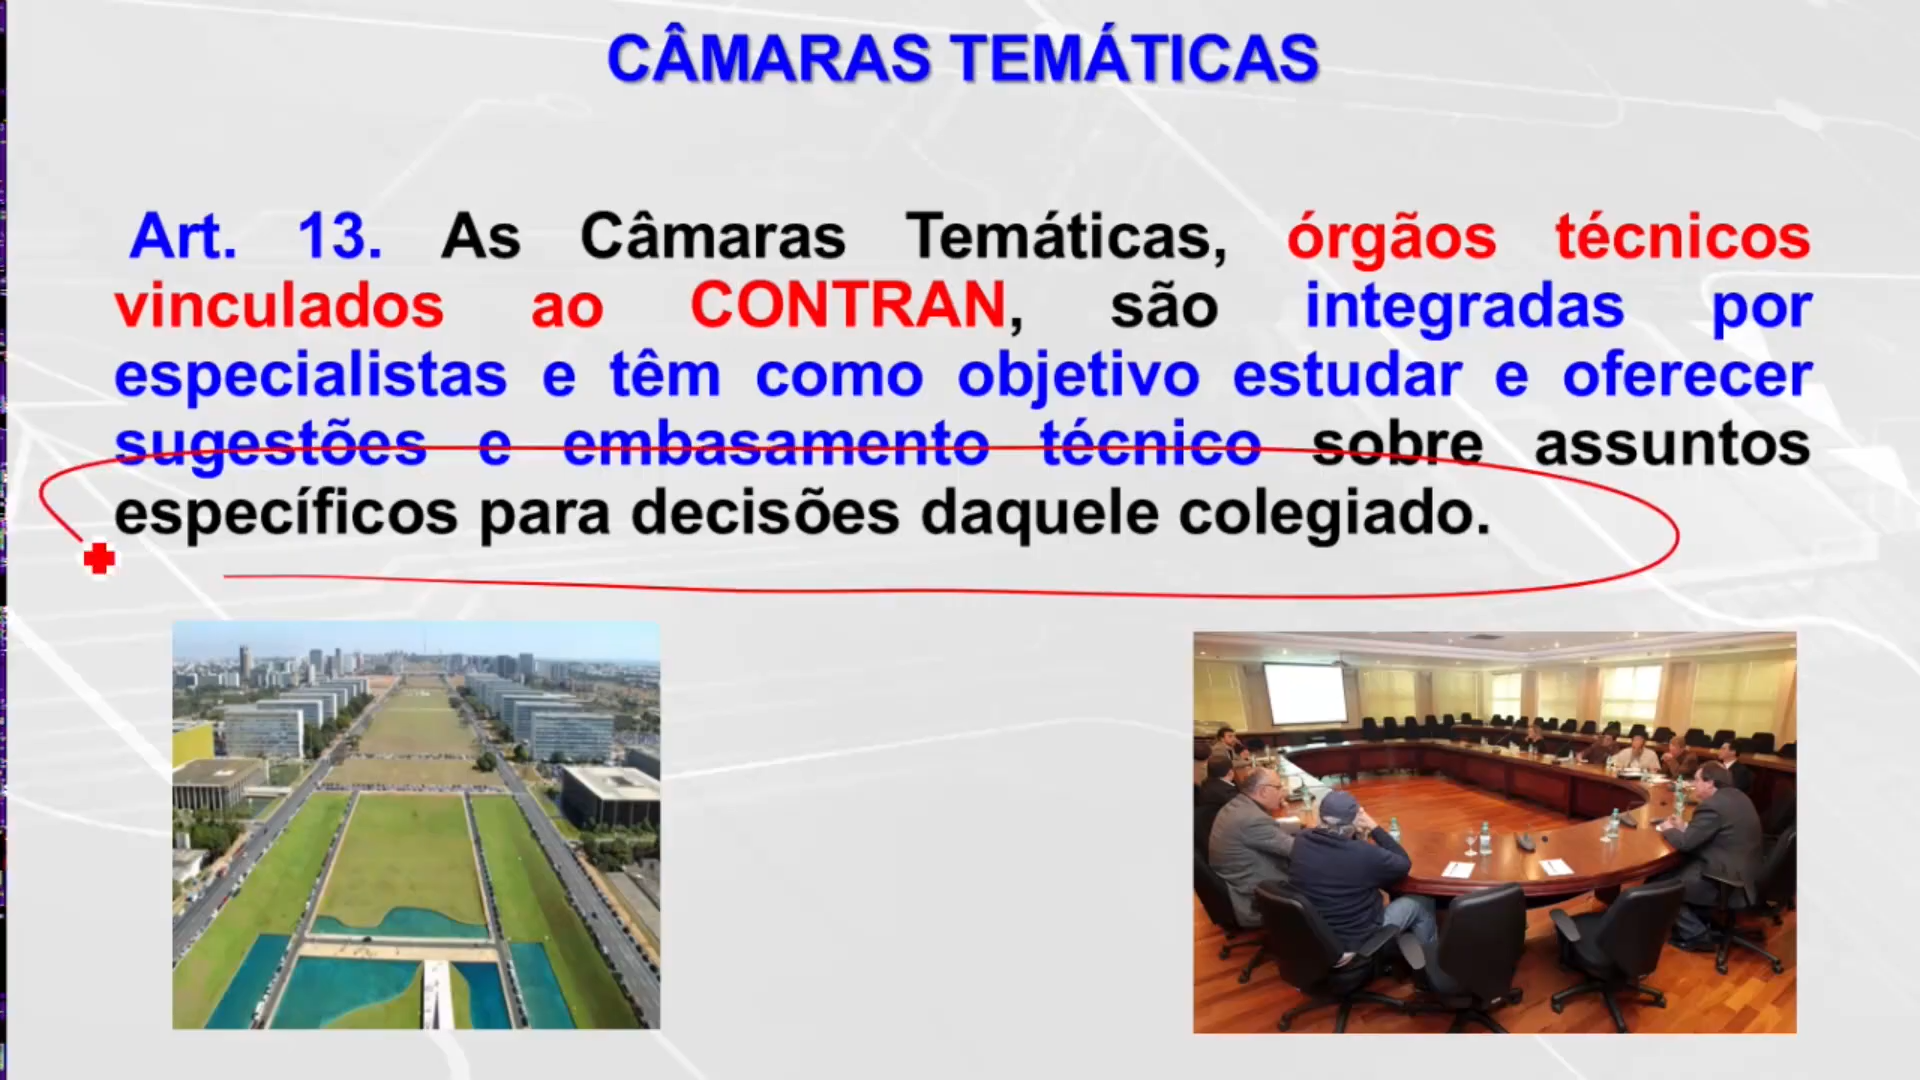 CÂMARAS TEMÁTICAS
Art. 13. As Câmaras Temáticas, órgãos técnicos
vinculados ao CONTRAN, são integradas por
especialistas e têm como objetivo estudar e oferecer
sugestões e embasamento técnico sobre assuntos
específicos para decisões daquele colegiado.